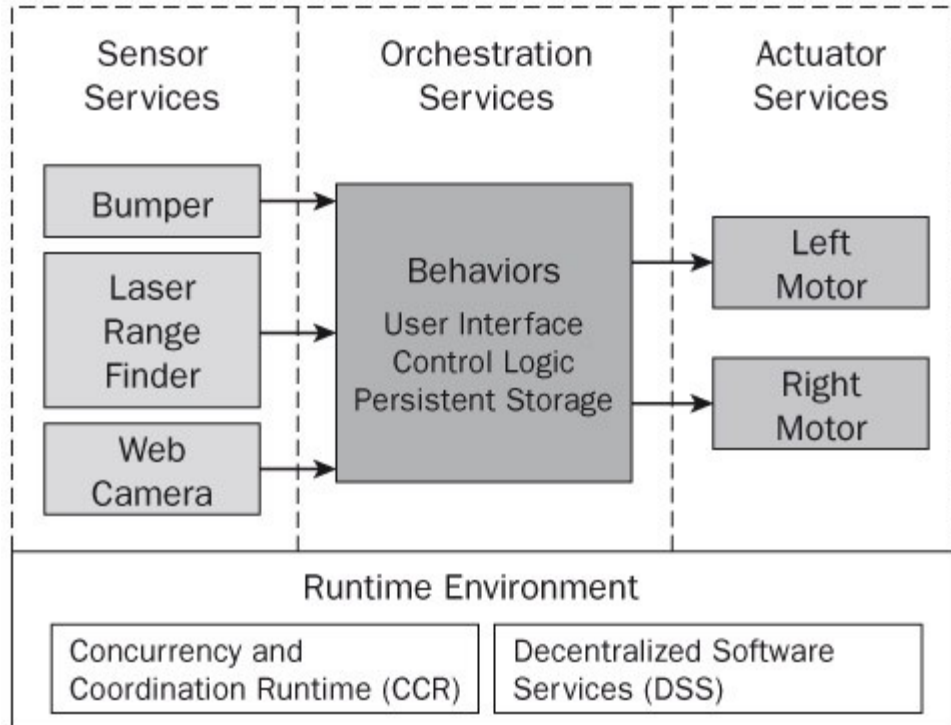 Sensor
Services
Orchestration
Services
Actuator
Services
Bumper
Laser
Range
Finder
Web
Camera
Behaviors
User Interface
Control Logic
Persistent Storage
Left
Motor
Right
Motor
Runtime Environment
Concurrency and
Coordination Runtime (CCR)
Decentralized Software
Services (DSS)